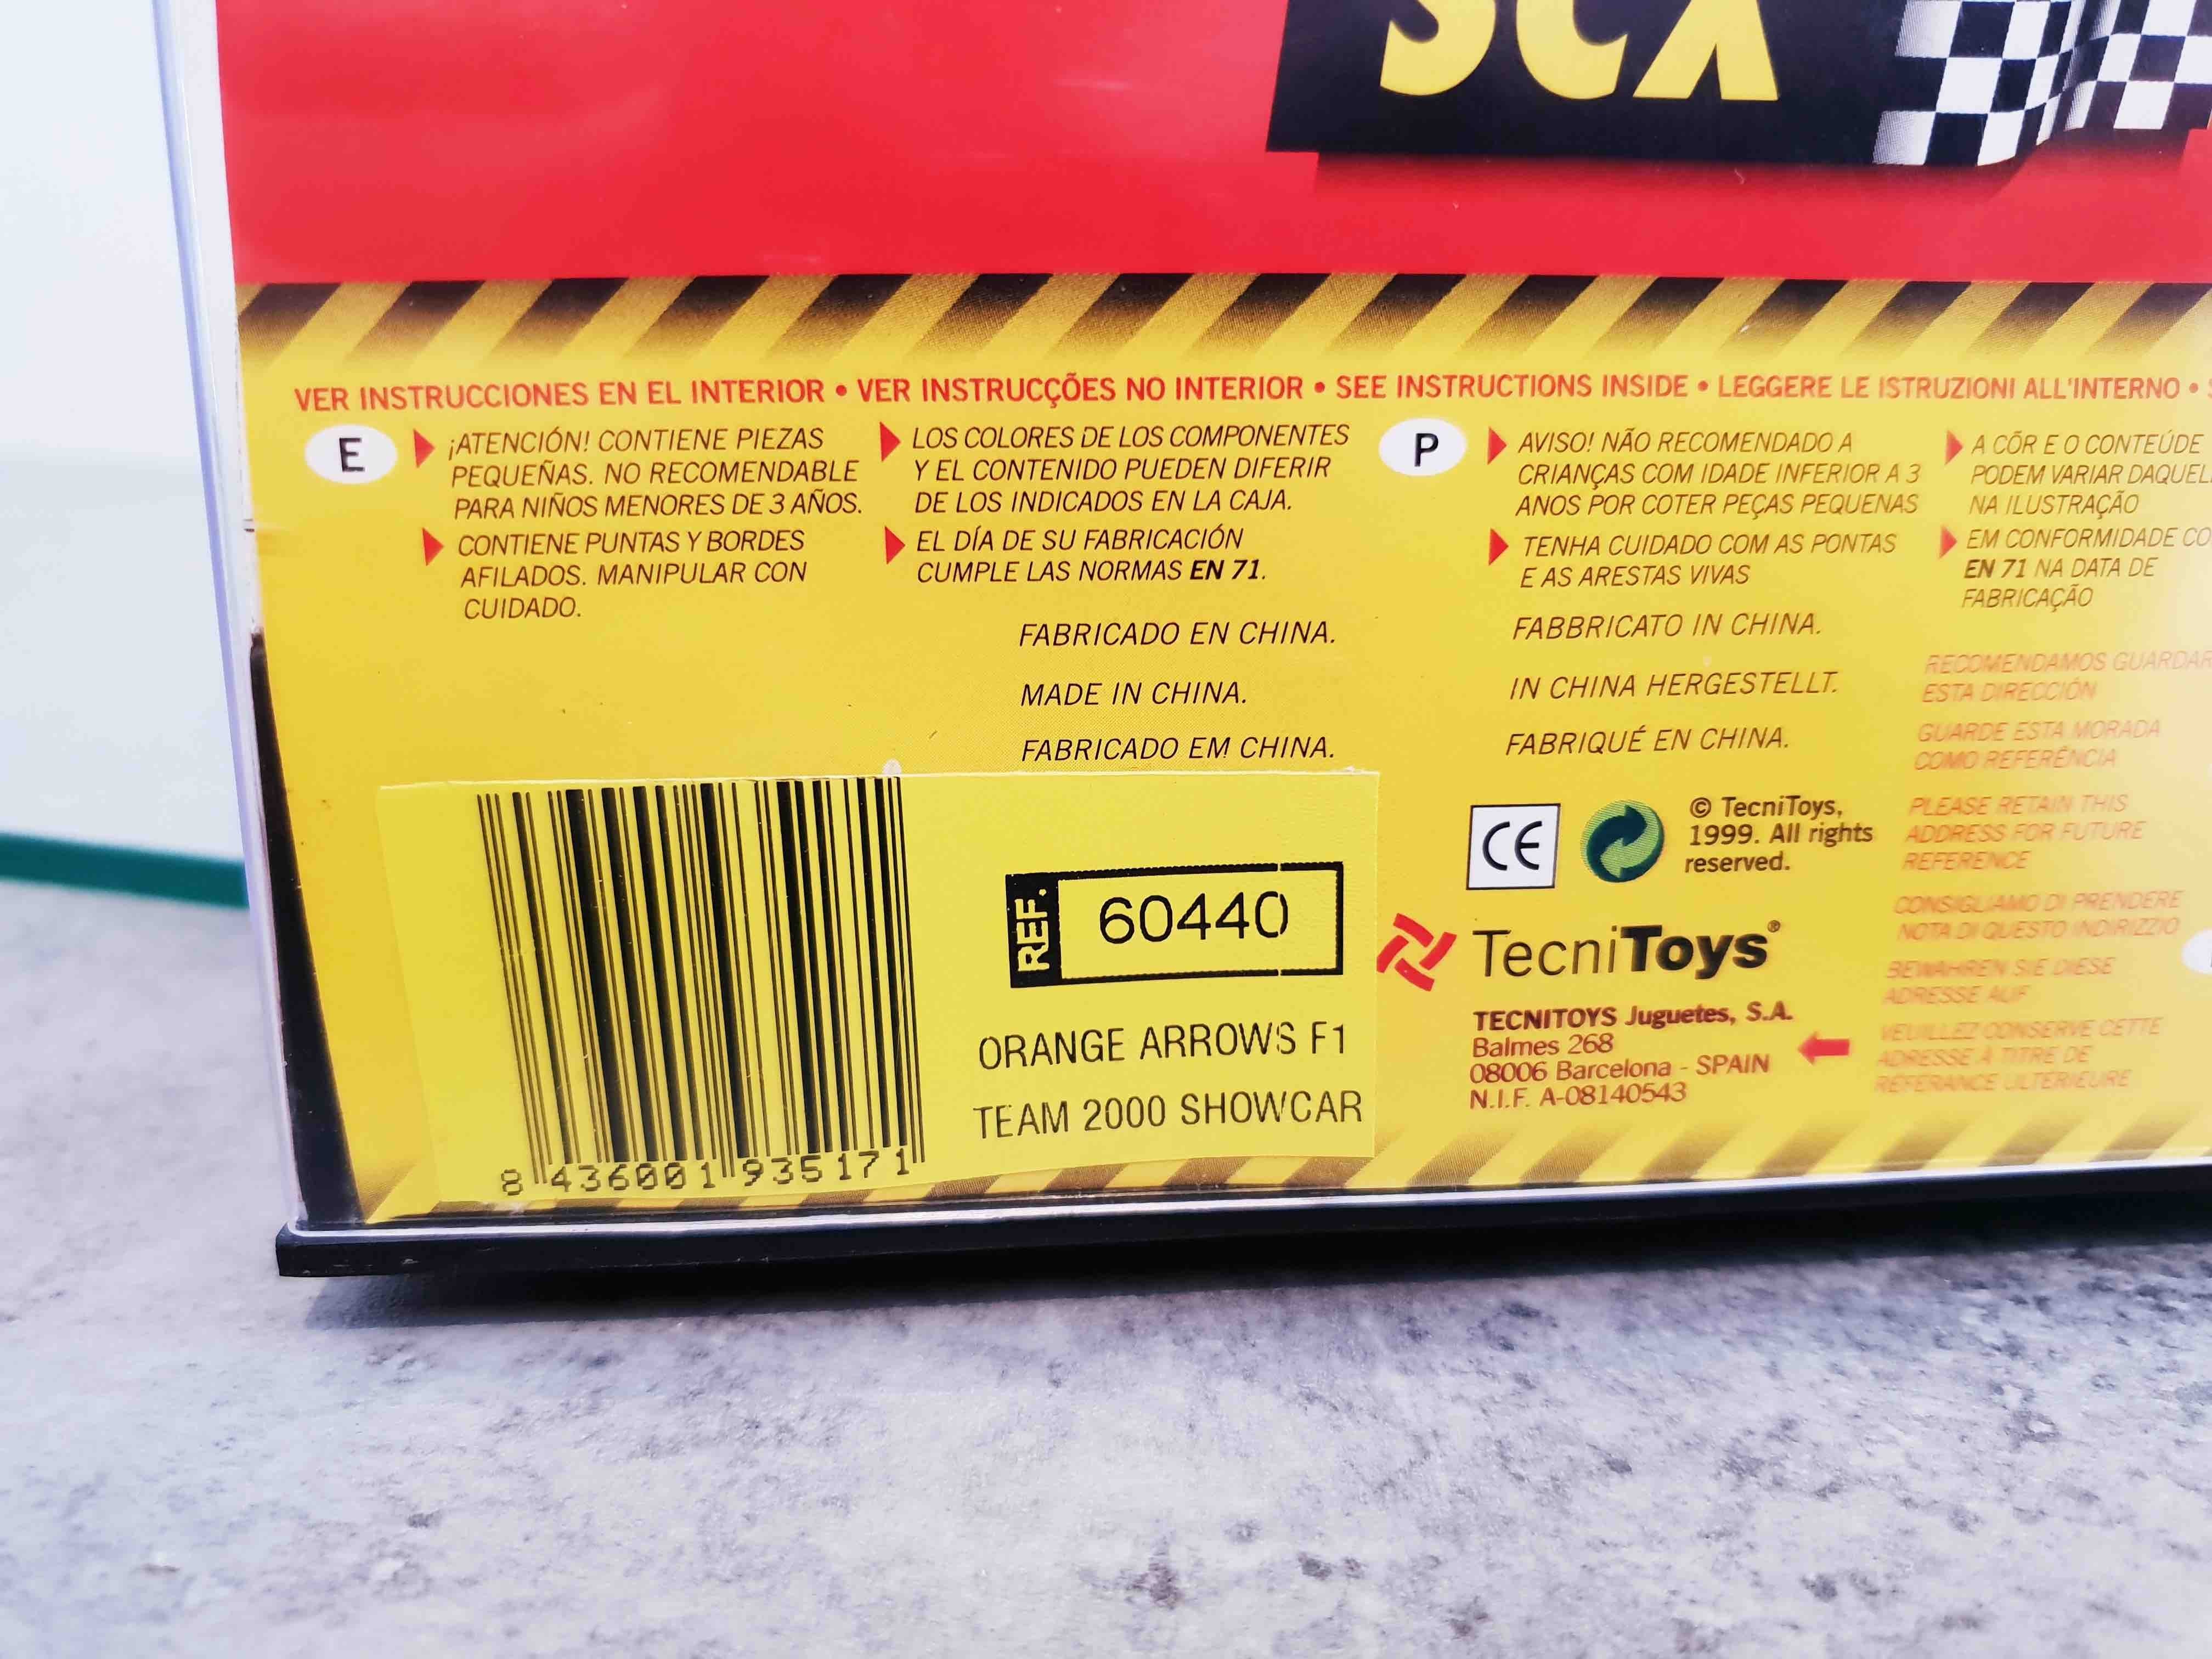 SCX
VER INSTRUCCIONES EN EL INTERIOR • VER INSTRUCÇÕES NO INTERIOR • SEE INSTRUCTIONS INSIDE • LEGGERE LE ISTRUZIONI ALL'INTERNO •
E
¡ATENCIÓN! CONTIENE PIEZAS
PEQUEÑAS. NO RECOMENDABLE
PARA NIÑOS MENORES DE 3 AÑOS.
CONTIENE PUNTAS Y BORDES
AFILADOS. MANIPULAR CON
CUIDADO.
LOS COLORES DE LOS COMPONENTES
Y EL CONTENIDO PUEDEN DIFERIR
DE LOS INDICADOS EN LA CAJA.
EL DÍA DE SU FABRICACIÓN
CUMPLE LAS NORMAS EN 71.
P
AVISO! NÃO RECOMENDADO A
CRIANÇAS COM IDADE INFERIOR A 3
ANOS POR COTER PEÇAS PEQUENAS
TENHA CUIDADO COM AS PONTAS
E AS ARESTAS VIVAS
A CÕR E O CONTEÚDE
PODEM VARIAR
NA ILUSTRAÇÃO
EM CONFORMIDADE
EN 71 NA DATA DE
FABRICAÇÃO
FABRICADO EN CHINA.
MADE IN CHINA.
FABRICADO EM CHINA.
FABBRICATO IN CHINA.
IN CHINA HERGESTELLT.
FABRIQUÉ EN CHINA.
RECOMENDAMOS GUARDAR
ESTA DIRECCIÓN
GUARDE ESTA MORADA
COMO REFERÊNCIA
PLEASE RETAIN THIS
ADDRESS FOR FUTURE
REFERENCE
CONSIGLIAMO DI PRENDERE
NOTA DI QUESTO INDIRIZZIO
BEWAHREN SIE DIESE
ADRESSE AUF
VEUILLEZ CONSERVE CETTE
ADRESSE À TITRE DE
REFERANCE ULTERIEURE
CE
© TecniToys,
1999. All rights
reserved.
TecniToys®
TECNITOYS Juguetes, S.A.
Balmes 268
08006 Barcelona - SPAIN
N.I.F. A-08140543
REF. 60440
ORANGE ARROWS F1
TEAM 2000 SHOWCAR
8 436001 935171